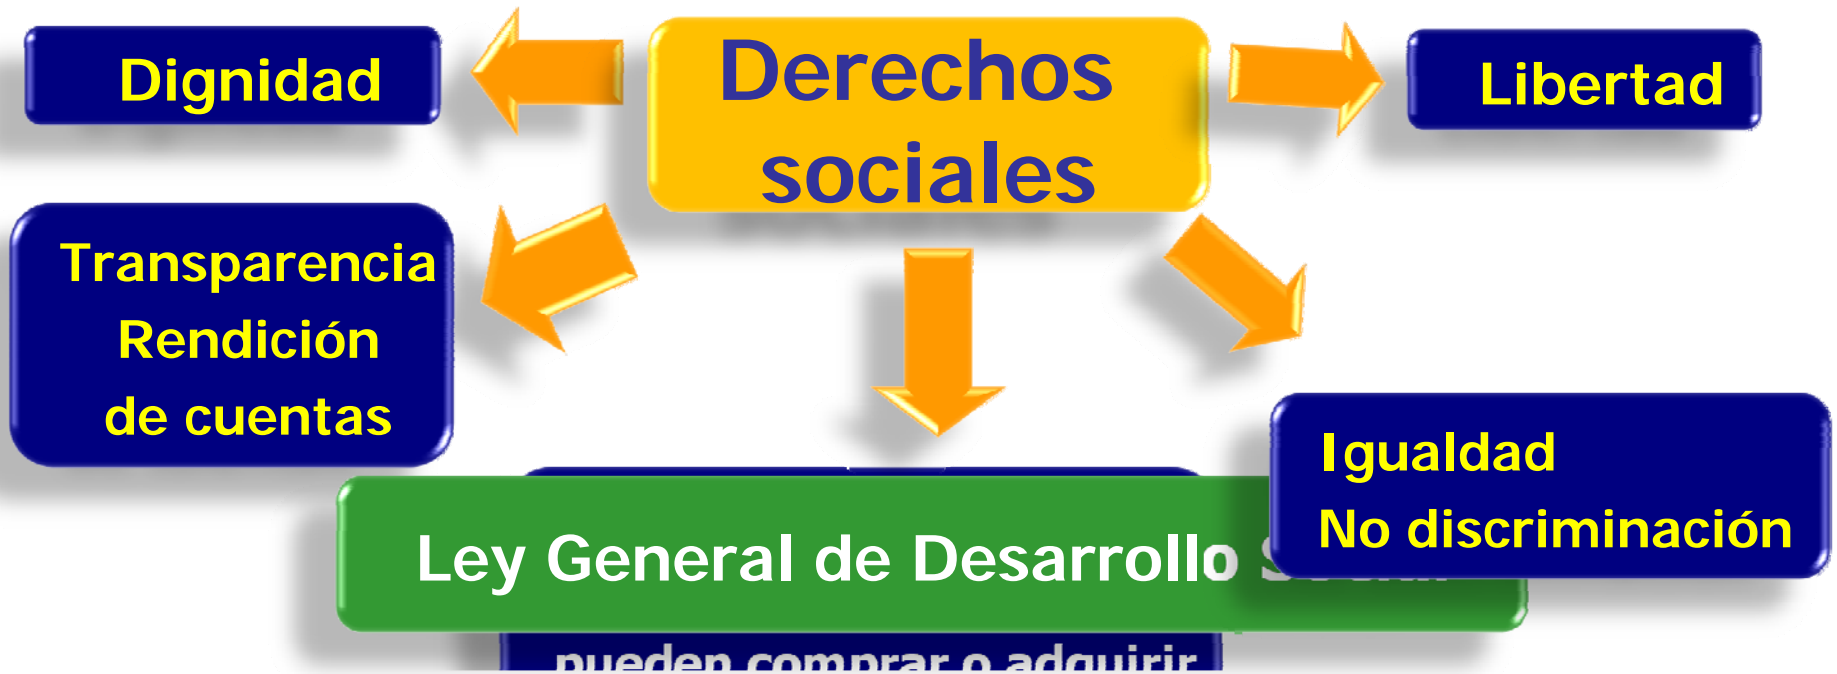 Derechos
sociales
Dignidad
Libertad
Transparencia
Rendición
de cuentas
Igualdad
No discriminación
Ley General de Desarrollo
pueden comprar o adquirir